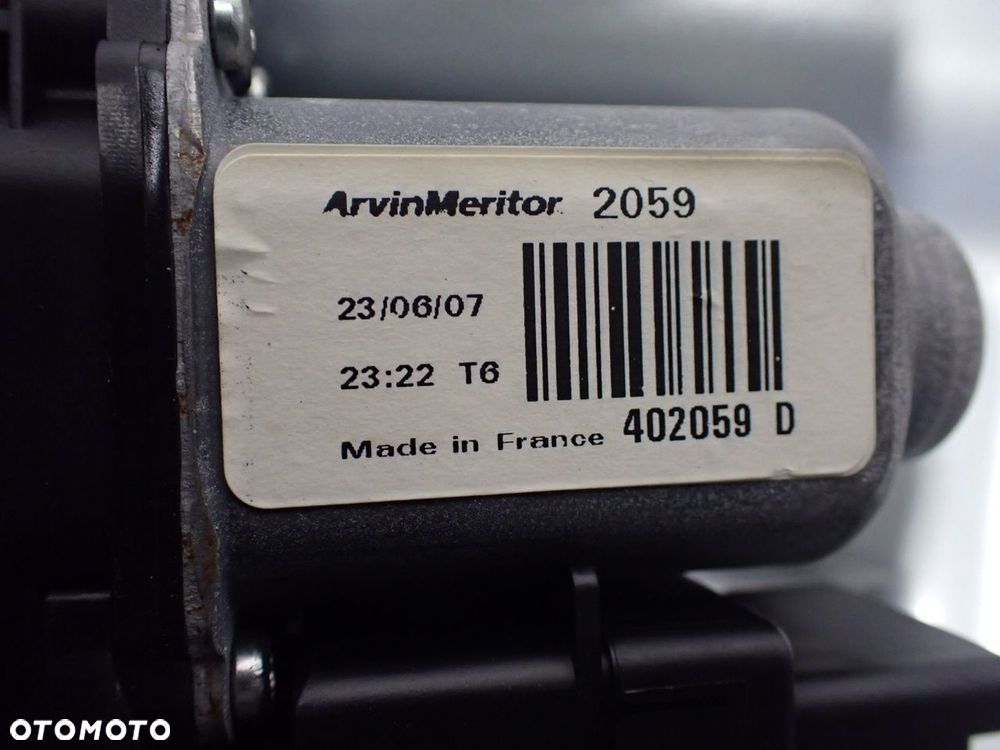 ArvinMeritor 2059
23/06/07
23:22 T6
Made in France 402059 D
OTOMOTO